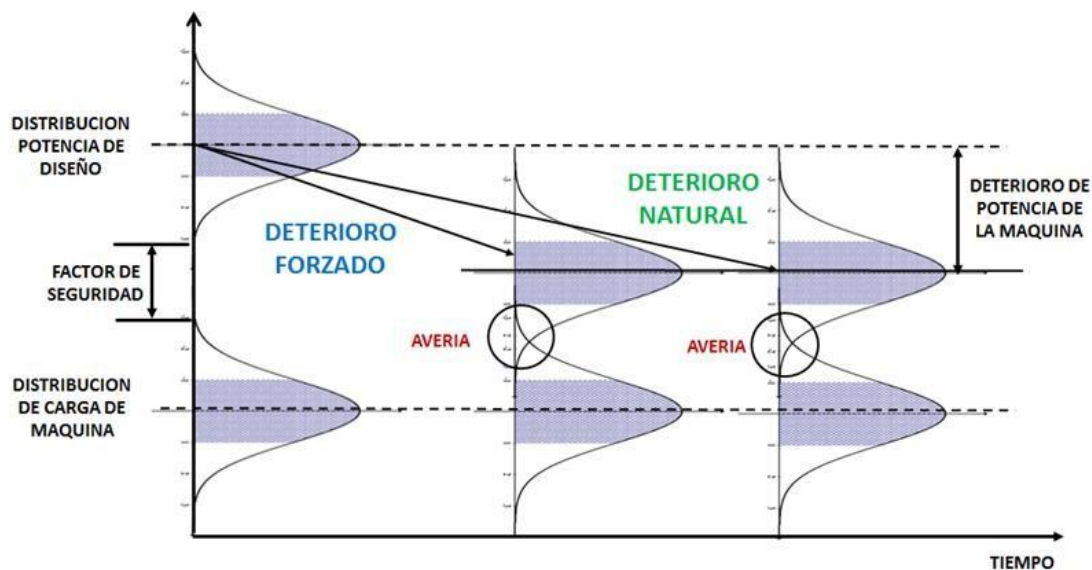 DISTRIBUCION
POTENCIA DE
DISEÑO
FACTOR DE
SEGURIDAD
DISTRIBUCION
DE CARGA DE
MAQUINA
DETERIORO
FORZADO
DETERIORO
NATURAL
DETERIORO DE
POTENCIA DE
LA MAQUINA
AVERIA
AVERIA
TIEMPO